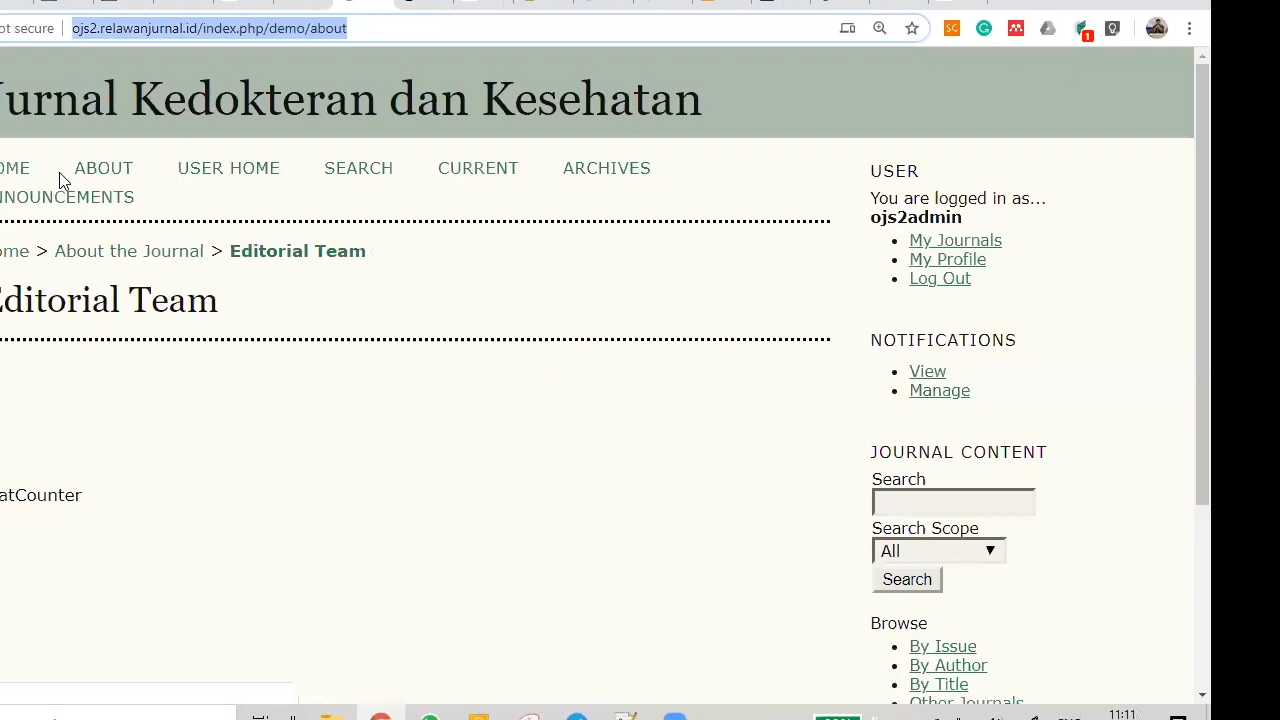 ot secure
ojs2.relawanjurnal.id/index.php/demo/about
urnal Kedokteran dan Kesehatan
OME ABOUT USER HOME SEARCH CURRENT ARCHIVES
NNOUNCEMENTS
ome > About the Journal > Editorial Team
Editorial Team
atCounter
USER
You are logged in as...
ojs2admin
My Journals
My Profile
Log Out
NOTIFICATIONS
View
Manage
JOURNAL CONTENT
Search
Search Scope
All
Search
Browse
By Issue
By Author
By Title
Other Journals
11:11